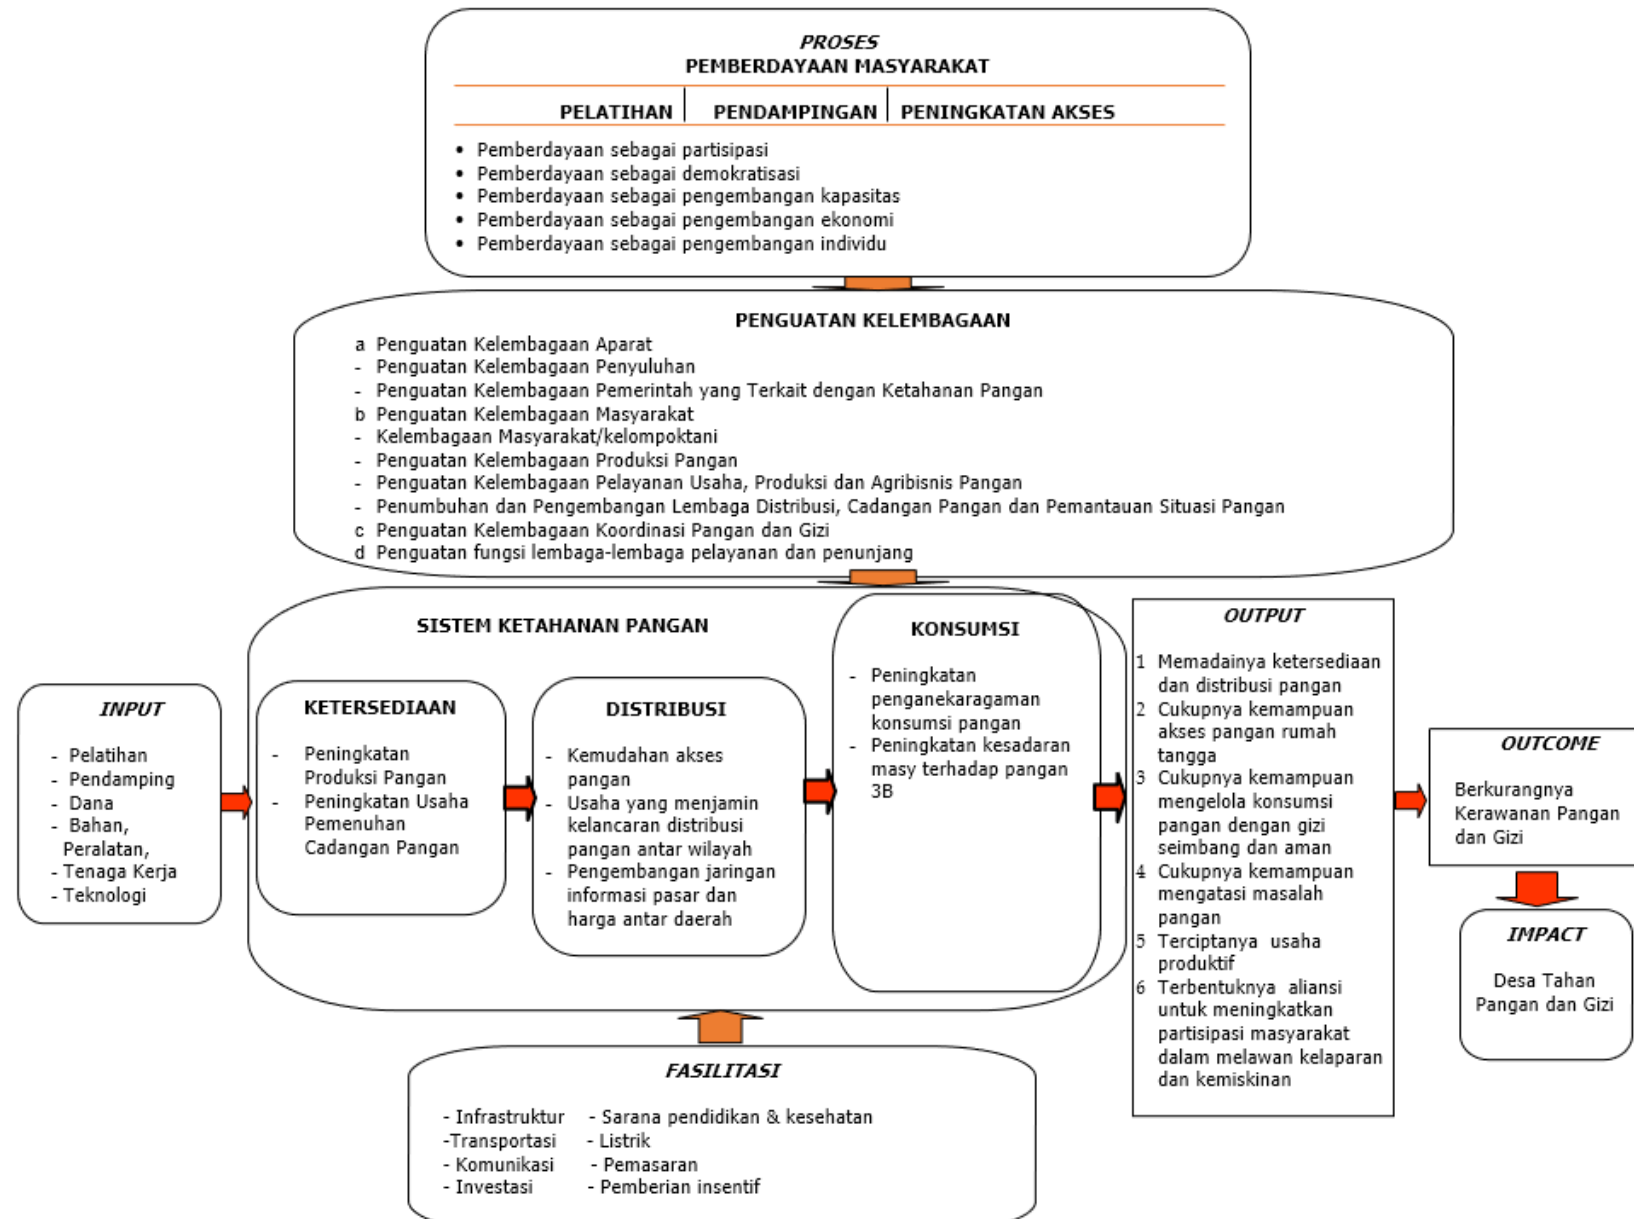 PROSES
PEMBERDAYAAN MASYARAKAT
PELATIHAN PENDAMPINGAN PENINGKATAN AKSES
• Pemberdayaan sebagai partisipasi
• Pemberdayaan sebagai demokratisasi
• Pemberdayaan sebagai pengembangan kapasitas
• Pemberdayaan sebagai pengembangan ekonomi
• Pemberdayaan sebagai pengembangan individu
PENGUATAN KELEMBAGAAN
a Penguatan Kelembagaan Aparat
- Penguatan Kelembagaan Penyuluhan
- Penguatan Kelembagaan Pemerintah yang Terkait dengan Ketahanan Pangan
b Penguatan Kelembagaan Masyarakat
- Kelembagaan Masyarakat/kelompoktani
- Penguatan Kelembagaan Produksi Pangan
- Penguatan Kelembagaan Pelayanan Usaha, Produksi dan Agribisnis Pangan
- Penumbuhan dan Pengembangan Lembaga Distribusi, Cadangan Pangan dan Pemantauan Situasi Pangan
c Penguatan Kelembagaan Koordinasi Pangan dan Gizi
d Penguatan fungsi lembaga-lembaga pelayanan dan penunjang
INPUT
- Pelatihan
- Pendamping
- Dana
- Bahan,
Peralatan,
- Tenaga Kerja
- Teknologi
SISTEM KETAHANAN PANGAN
KETERSEDIAAN
- Peningkatan
Produksi Pangan
- Peningkatan Usaha
Pemenuhan
Cadangan Pangan
DISTRIBUSI
- Kemudahan akses
pangan
- Usaha yang menjamin
kelancaran distribusi
pangan antar wilayah
- Pengembangan jaringan
informasi pasar dan
harga antar daerah
KONSUMSI
- Peningkatan
penganekaragaman
konsumsi pangan
- Peningkatan kesadaran
masy terhadap pangan
3B
OUTPUT
1 Memadainya ketersediaan
dan distribusi pangan
2 Cukupnya kemampuan
akses pangan rumah
tangga
3 Cukupnya kemampuan
mengelola konsumsi
pangan dengan gizi
seimbang dan aman
4 Cukupnya kemampuan
mengatasi masalah
pangan
5 Terciptanya usaha
produktif
6 Terbentuknya aliansi
untuk meningkatkan
partisipasi masyarakat
dalam melawan kelaparan
dan kemiskinan
OUTCOME
Berkurangnya
Kerawanan Pangan
dan Gizi
IMPACT
Desa Tahan
Pangan dan Gizi
FASILITASI
- Infrastruktur - Sarana pendidikan & kesehatan
-Transportasi - Listrik
- Komunikasi - Pemasaran
- Investasi - Pemberian insentif